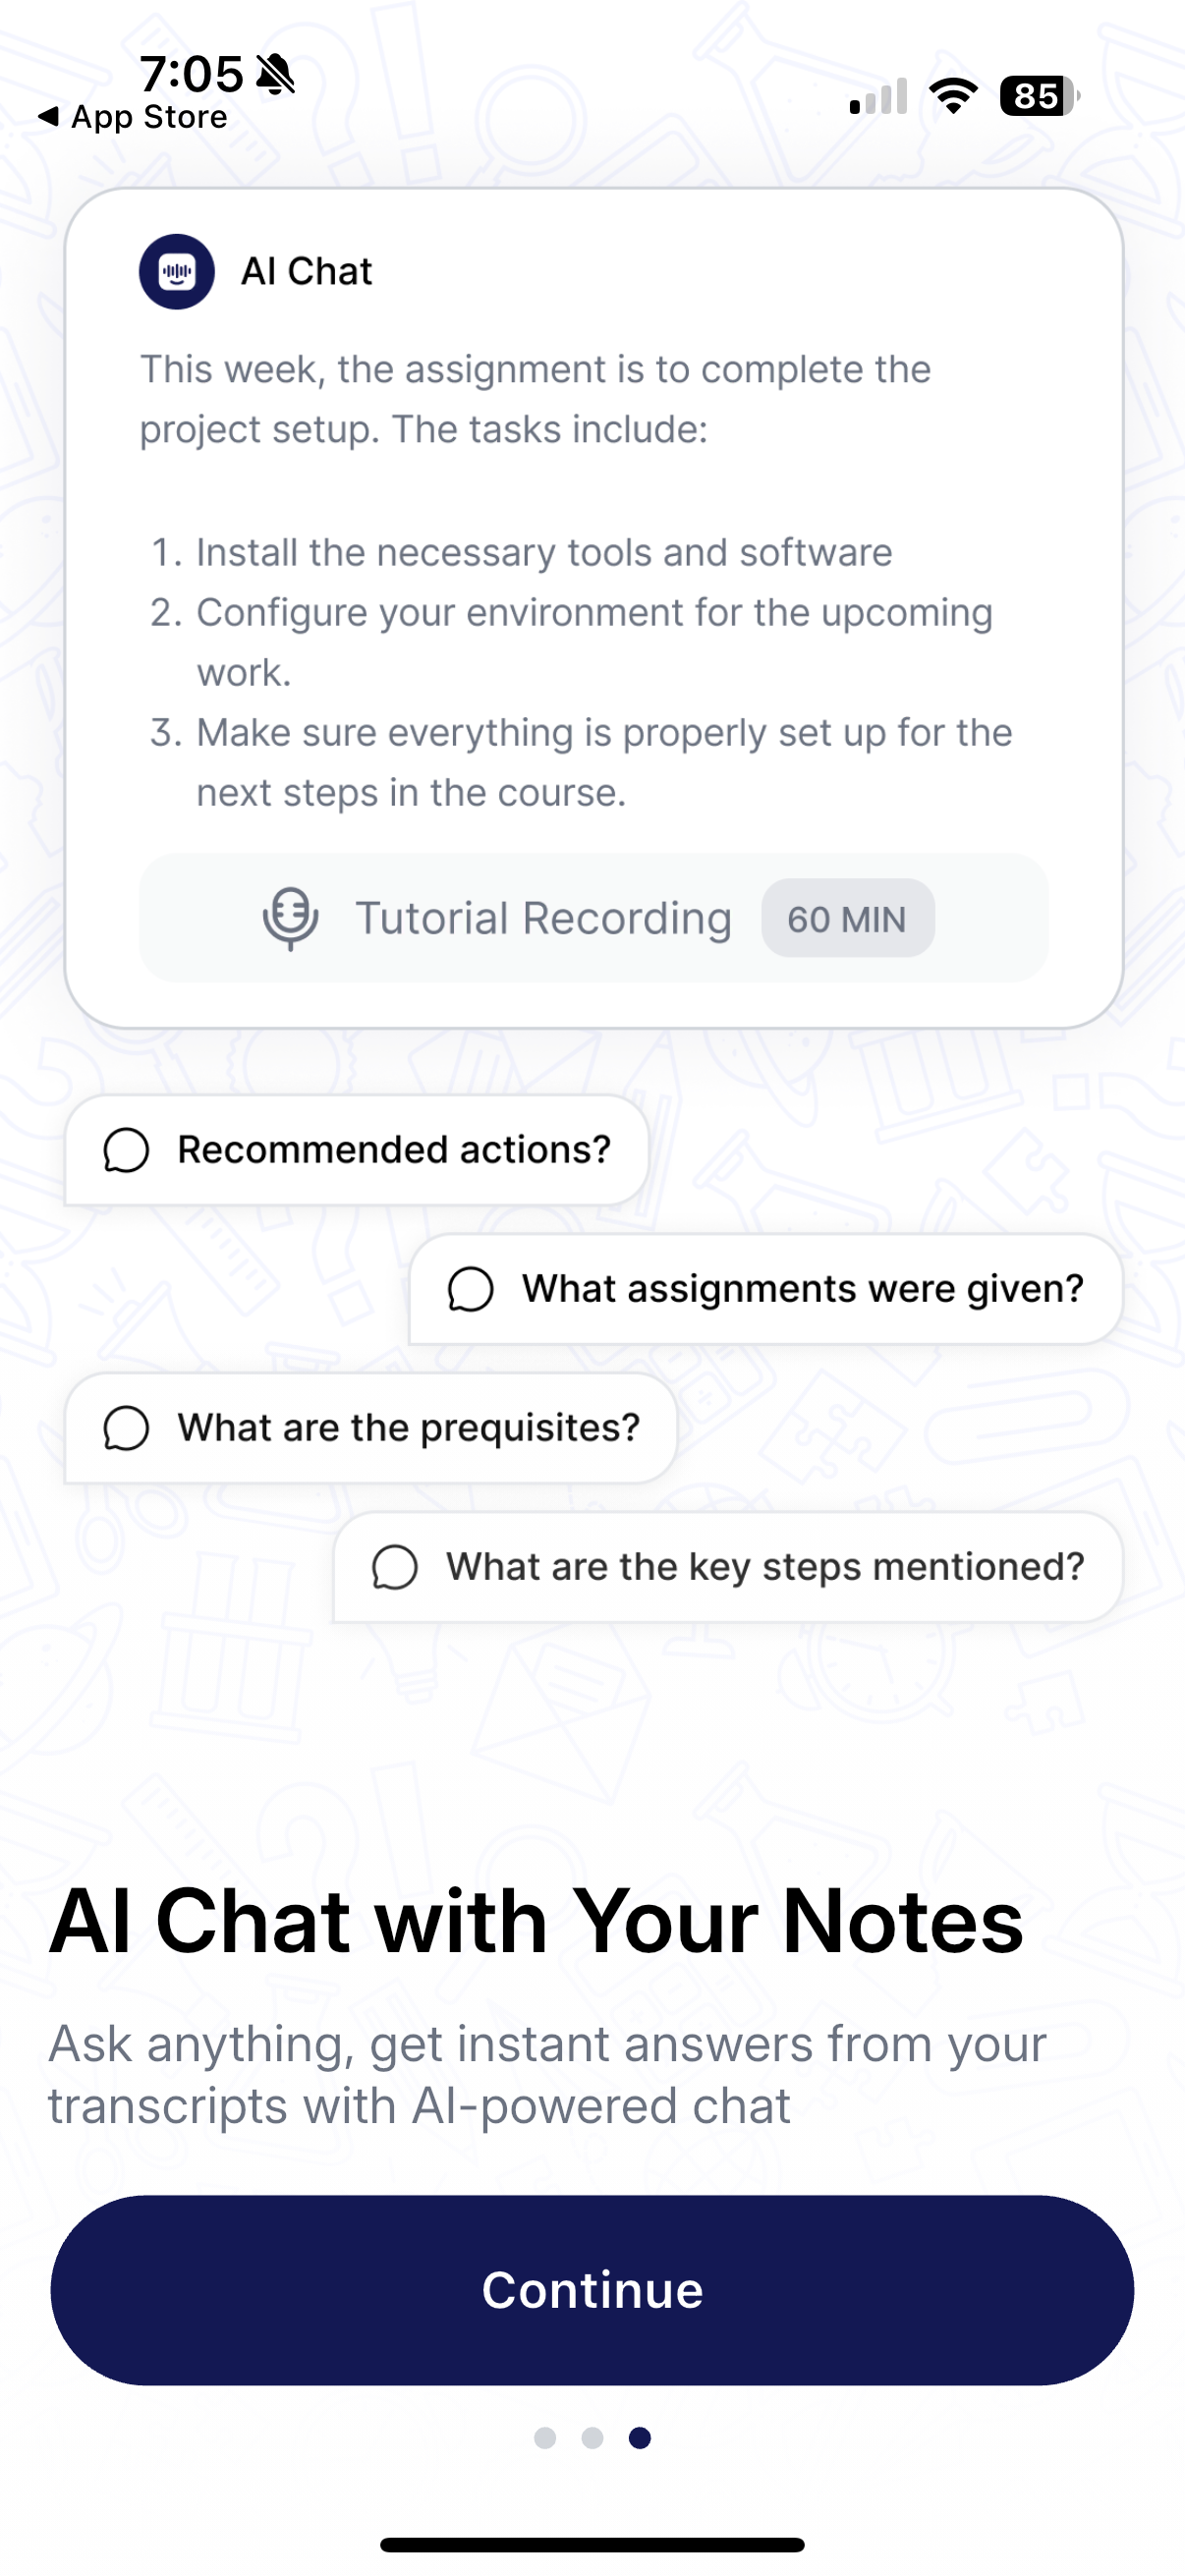 7:05
◀ App Store
85
AI Chat
This week, the assignment is to complete the
project setup. The tasks include:
1. Install the necessary tools and software
2. Configure your environment for the upcoming
work.
3. Make sure everything is properly set up for the
next steps in the course.
Tutorial Recording 60 MIN
Recommended actions?
What assignments were given?
What are the prequisites?
What are the key steps mentioned?
AI Chat with Your Notes
Ask anything, get instant answers from your
transcripts with AI-powered chat
Continue